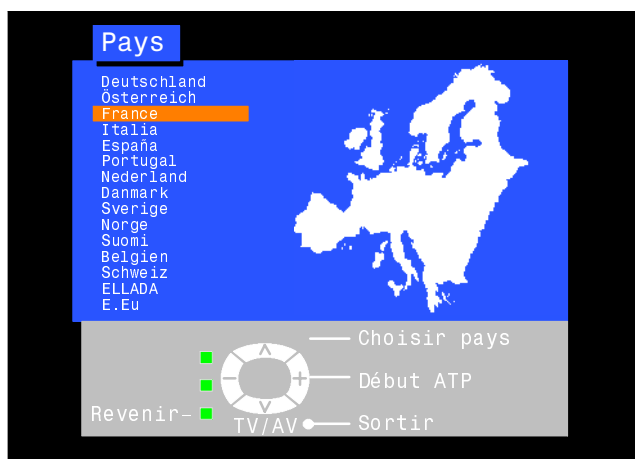 Pays
Deutschland
Österreich
France
Italia
España
Portugal
Nederland
Danmark
Sverige
Norge
Suomi
Belgien
Schweiz
ELLADA
E.Eu
Choisir pays
Début ATP
Revenir
TV/AV
Sortir